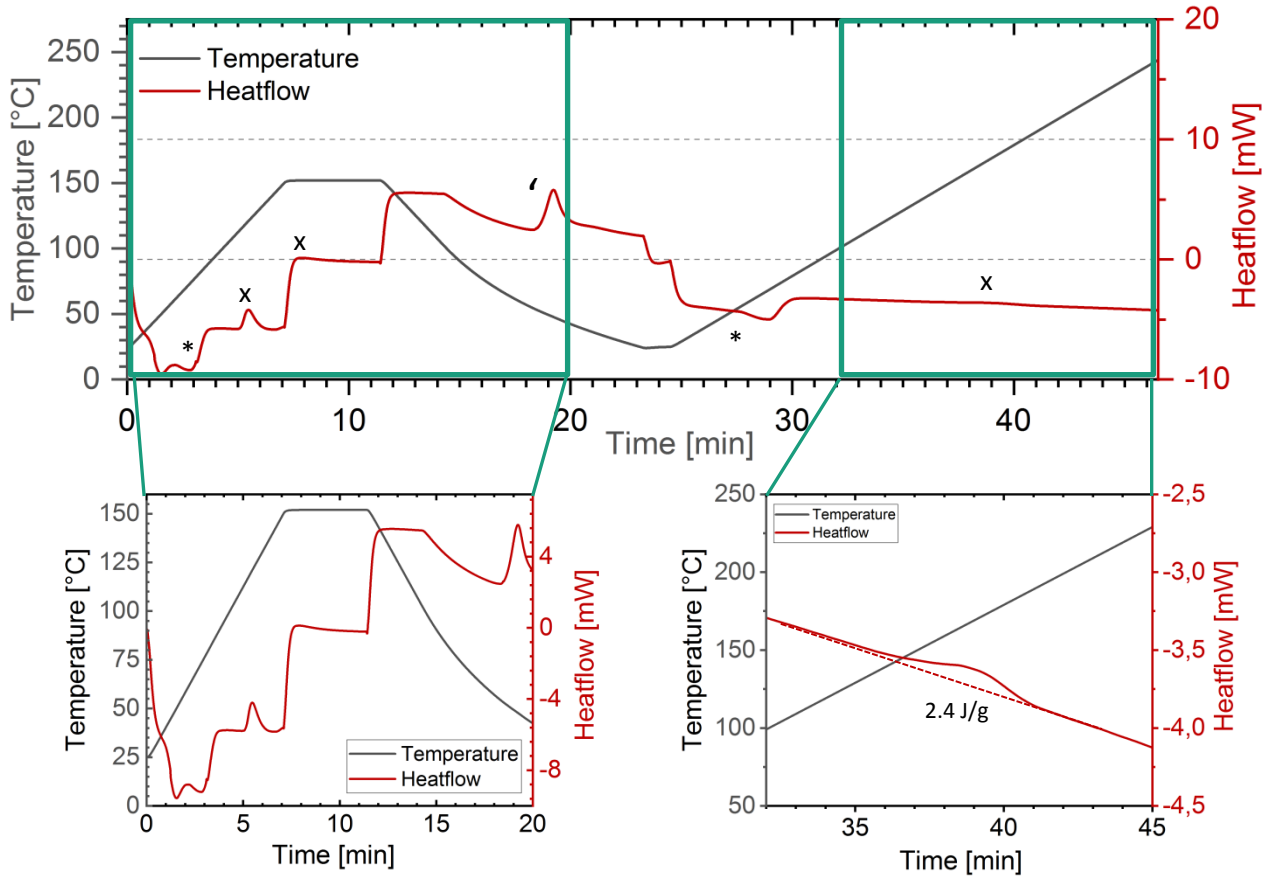 Temperature [°C]
250
200
150
100
50
0
Temperature
Heatflow
x
x
*
‘
*
x
20
10
0
-10
Heatflow [mW]
0
10
20
30
40
Time [min]
Temperature [°C]
150
125
100
75
50
25
0
Temperature
Heatflow
4
0
-4
-8
Heatflow [mW]
0
5
10
15
20
Time [min]
Temperature [°C]
250
200
150
100
50
Temperature
Heatflow
2.4 J/g
-2,5
-3,0
-3,5
-4,0
-4,5
Heatflow [mW]
35
40
45
Time [min]